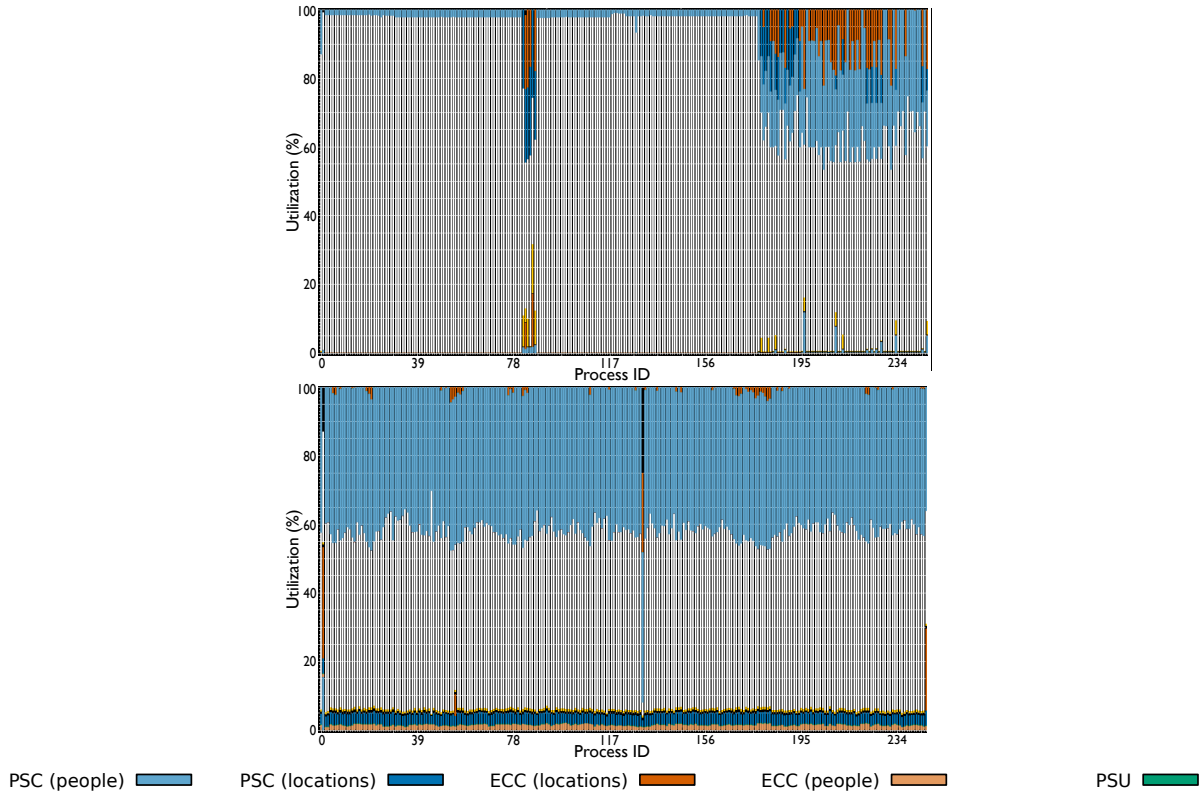 100
80
60
40
20
0
Utilization (%)
0 39 78 117 156 195 234
Process ID
100
80
60
40
20
0
Utilization (%)
0 39 78 117 156 195 234
Process ID
PSC (people) PSC (locations) ECC (locations) ECC (people) PSU